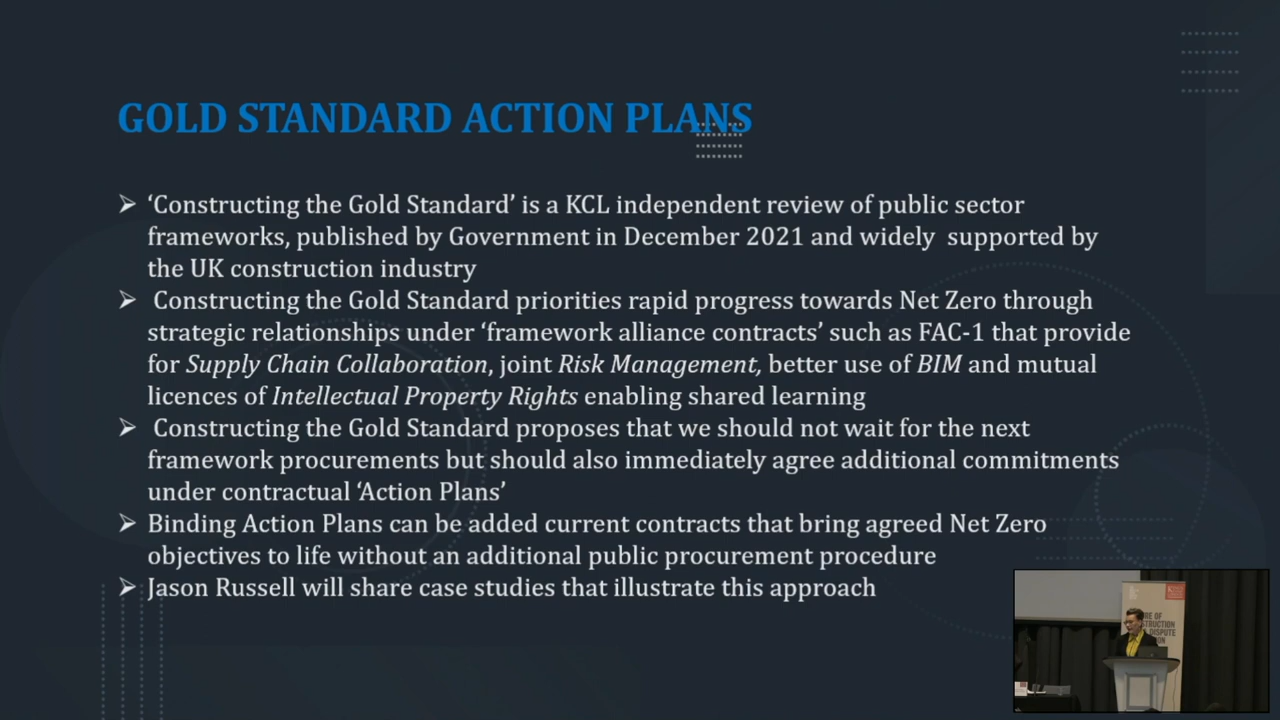 GOLD STANDARD ACTION PLANS
➢ ‘Constructing the Gold Standard’ is a KCL independent review of public sector
frameworks, published by Government in December 2021 and widely supported by
the UK construction industry
➢ Constructing the Gold Standard priorities rapid progress towards Net Zero through
strategic relationships under ‘framework alliance contracts’ such as FAC-1 that provide
for Supply Chain Collaboration, joint Risk Management, better use of BIM and mutual
licences of Intellectual Property Rights enabling shared learning
➢ Constructing the Gold Standard proposes that we should not wait for the next
framework procurements but should also immediately agree additional commitments
under contractual ‘Action Plans’
➢ Binding Action Plans can be added current contracts that bring agreed Net Zero
objectives to life without an additional public procurement procedure
➢ Jason Russell will share case studies that illustrate this approach
OF
DISPUTE